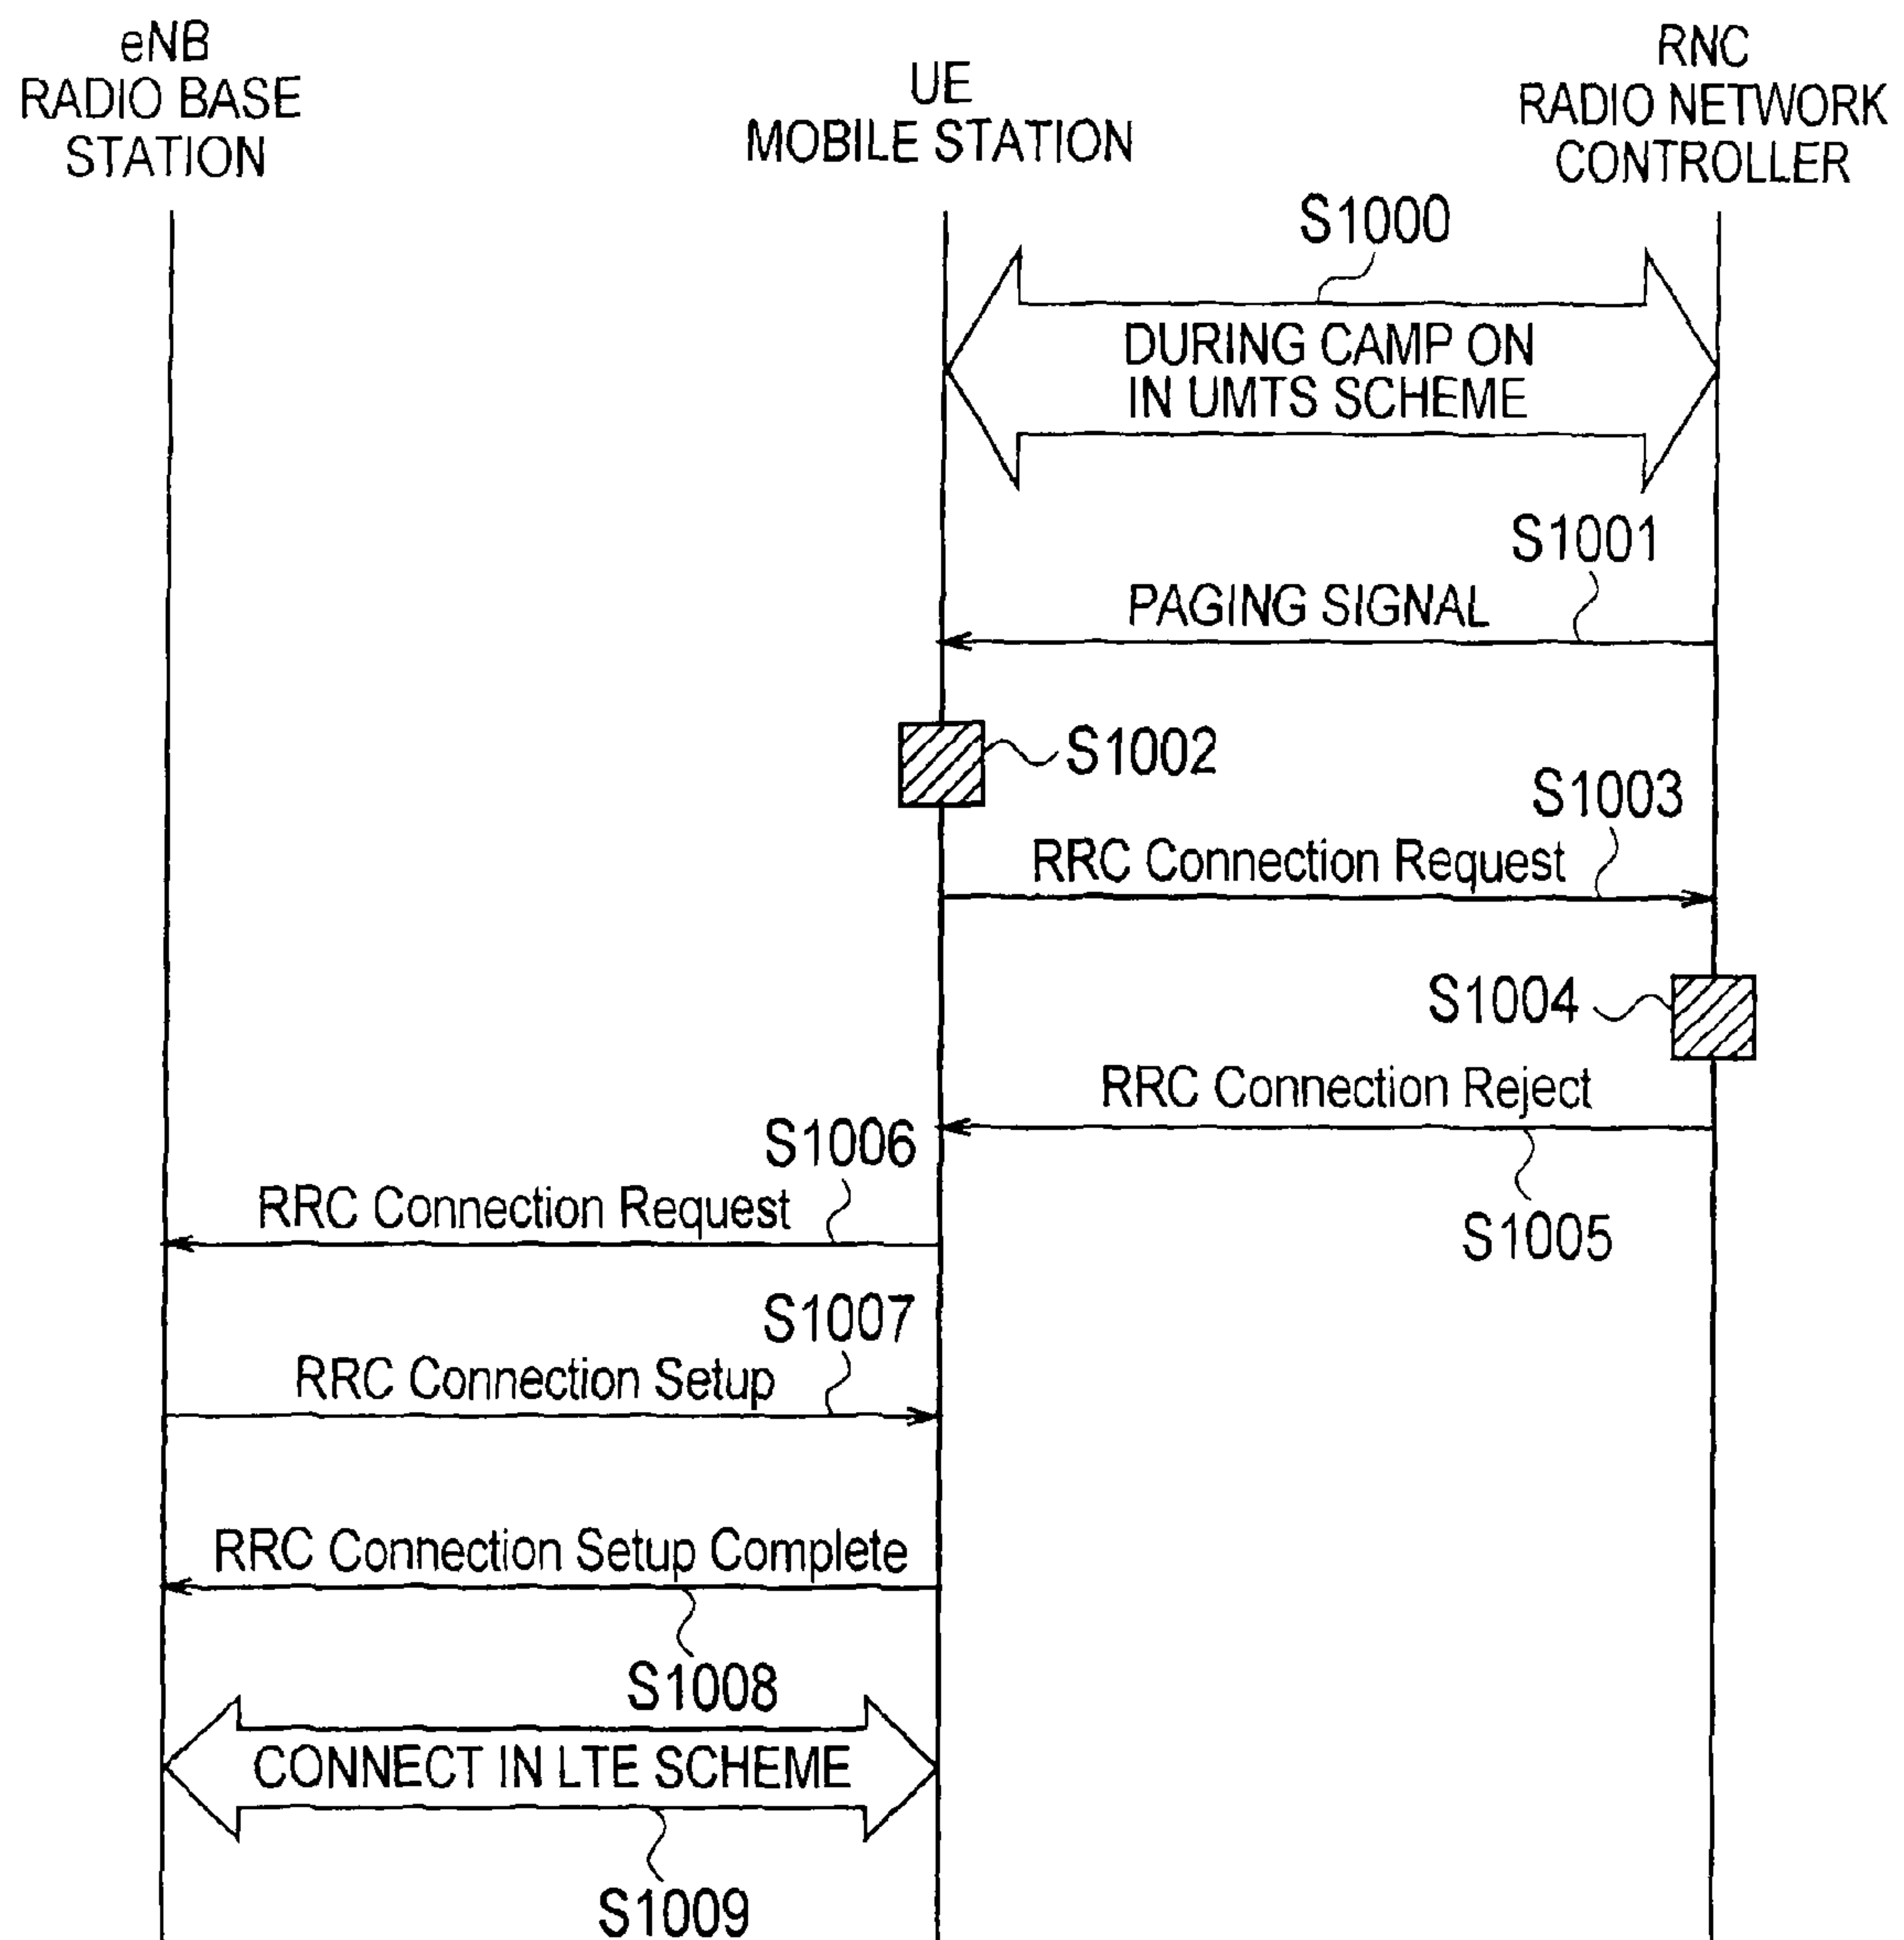 eNB
RADIO BASE
STATION
UE
MOBILE STATION
RNC
RADIO NETWORK
CONTROLLER
S1000
DURING CAMP ON
IN UMTS SCHEME
S1001
PAGING SIGNAL
S1002
S1003
RRC Connection Request
S1004
RRC Connection Reject
S1005
S1006
RRC Connection Request
S1007
RRC Connection Setup
RRC Connection Setup Complete
S1008
CONNECT IN LTE SCHEME
S1009